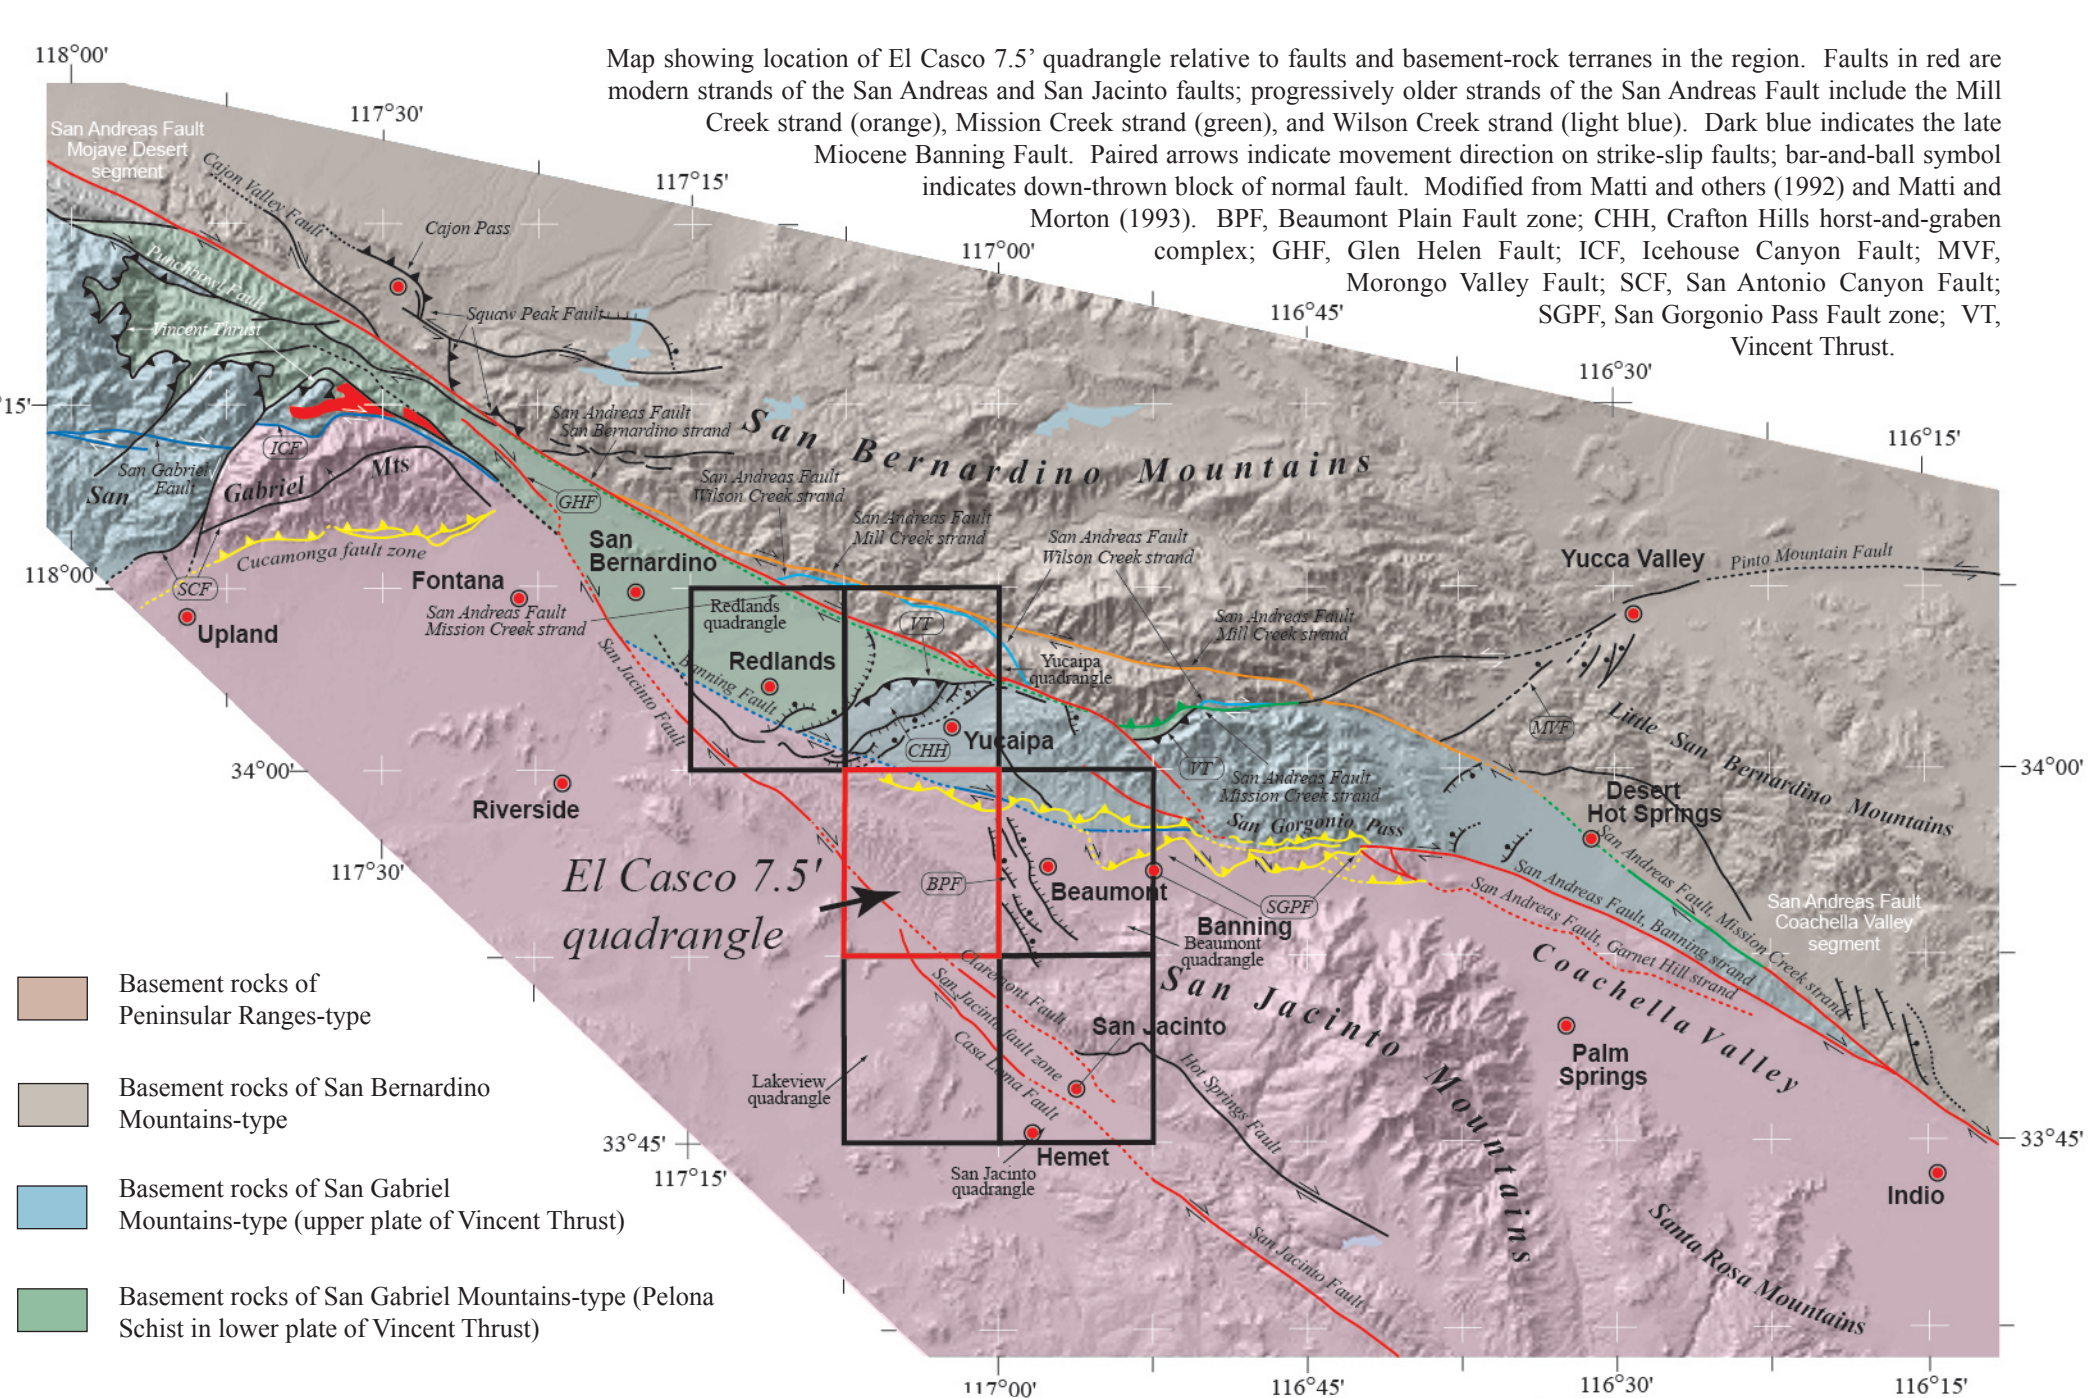 118°00'
Map showing location of El Casco 7.5’ quadrangle relative to faults and basement-rock terranes in the region. Faults in red are
modern strands of the San Andreas and San Jacinto faults; progressively older strands of the San Andreas Fault include the Mill
Creek strand (orange), Mission Creek strand (green), and Wilson Creek strand (light blue). Dark blue indicates the late
Miocene Banning Fault. Paired arrows indicate movement direction on strike-slip faults; bar-and-ball symbol
indicates down-thrown block of normal fault. Modified from Matti and others (1992) and Matti and
Morton (1993). BPF, Beaumont Plain Fault zone; CHH, Crafton Hills horst-and-graben
complex; GHF, Glen Helen Fault; ICF, Icehouse Canyon Fault; MVF,
Morongo Valley Fault; SCF, San Antonio Canyon Fault;
SGPF, San Gorgonio Pass Fault zone; VT,
Vincent Thrust.
117°30'
117°15'
117°00'
116°45'
116°30'
116°15'
San Andreas Fault
Mojave Desert
segment
Cajon Valley Fault
Cajon Pass
Punchbowl Fault
Squaw Peak Fault
Vincent Thrust
15'
San Andreas Fault
San Bernardino strand
San Bernardino Mountains
ICF
San Gabriel
Fault
San Gabriel Mts
San Andreas Fault
Wilson Creek strand
GHF
San Andreas Fault
Mill Creek strand
San Andreas Fault
Wilson Creek strand
Cucamonga fault zone
San
Bernardino
Yucca Valley
Pinto Mountain Fault
118°00'
SCF
Fontana
Upland
San Andreas Fault
Mission Creek strand
Redlands
quadrangle
VT
San Andreas Fault
Mill Creek strand
Redlands
Yucaipa
quadrangle
San Jacinto Fault
Banning Fault
CHH
Yucaipa
VT
MVF
Little San Bernardino Mountains
34°00'
34°00'
San Andreas Fault
Mission Creek strand
Desert
Hot Springs
Riverside
San Gorgonio Pass
117°30'
El Casco 7.5'
quadrangle
BPF
Beaumont
SGPF
Banning
Beaumont
quadrangle
San Andreas Fault, Mission Creek strand
San Andreas Fault, Banning strand
San Andreas Fault, Garnet Hill strand
San Andreas Fault
Coachella Valley
segment
Coachella Valley
Claremont Fault
San Jacinto fault zone
Casa Loma Fault
San Jacinto Mountains
San Jacinto
Hot Springs Fault
Palm
Springs
Lakeview
quadrangle
33°45'
33°45'
117°15'
Hemet
San Jacinto
quadrangle
Indio
San Jacinto Fault
Santa Rosa Mountains
Basement rocks of
Peninsular Ranges-type
Basement rocks of San Bernardino
Mountains-type
Basement rocks of San Gabriel
Mountains-type (upper plate of Vincent Thrust)
Basement rocks of San Gabriel Mountains-type (Pelona
Schist in lower plate of Vincent Thrust)
117°00'
116°45'
116°30'
116°15'